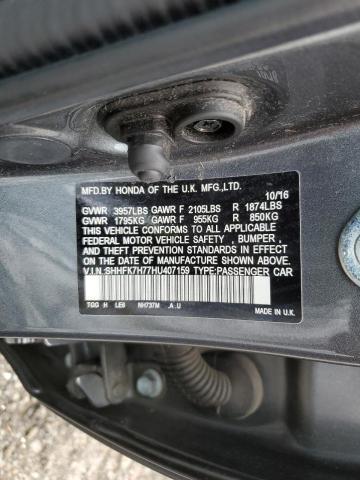 MFD.BY HONDA OF THE U.K.MFG.,LTD.
10/16
GVWR 3957LBS GAWR F 2105LBS R 1874LBS
GVWR 1795KG GAWR F 955KG R 850KG
THIS VEHICLE CONFORMS TO ALL APPLICABLE
FEDERAL MOTOR VEHICLE SAFETY , BUMPER , AND
THEFT PREVENTION STANDARDS IN EFFECT ON THE
DATE OF MANUFACTURE SHOWN ABOVE.
V.I.N.:SHHFK7H77HU407159 TYPE:PASSENGER CAR
TGG H LE6 NH737M .A .U
MADE IN U.K.